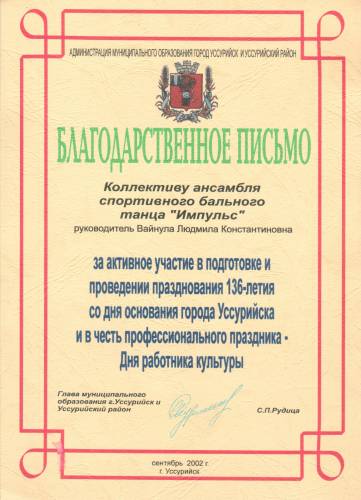 АДМИНИСТРАЦИЯ МУНИЦИПАЛЬНОГО ОБРАЗОВАНИЯ ГОРОД УССУРИЙСК И УССУРИЙСКИЙ РАЙОН
БЛАГОДАРСТВЕННОЕ ПИСЬМО
Коллективу ансамбля
спортивного бального
танца "Импульс"
руководитель Вайнула Людмила Константиновна
за активное участие в подготовке и
проведении празднования 136-летия
со дня основания города Уссурийска
и в честь профессионального праздника -
Дня работника культуры
Глава муниципального
образования г.Уссурийск и
Уссурийский район
С.П.Рудица
сентябрь 2002 г.
г. Уссурийск